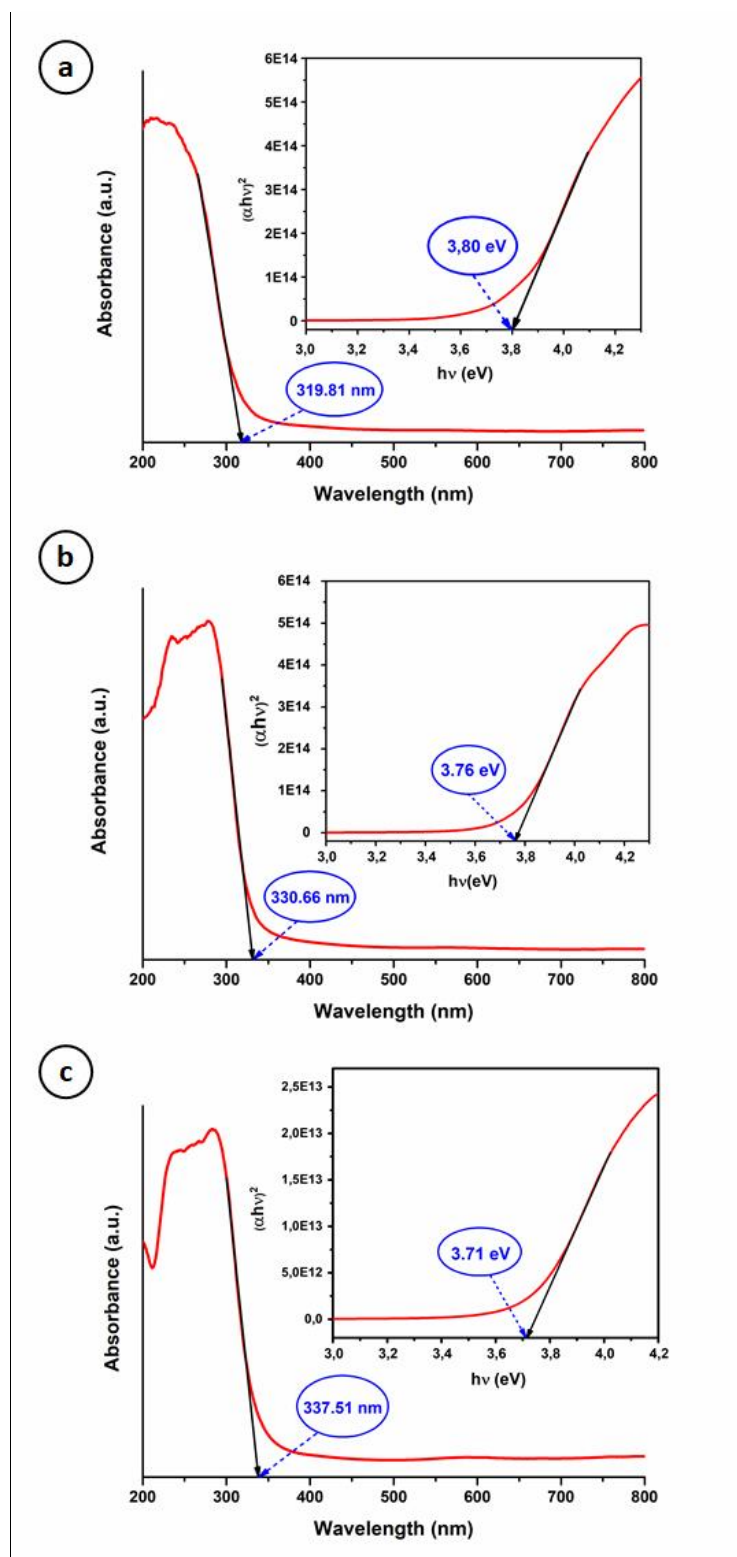 a
Absorbance (a.u.)
200 300 400 500 600 700 800
Wavelength (nm)
319.81 nm
(αhν)²
6E14
5E14
4E14
3E14
2E14
1E14
0
3,0 3,2 3,4 3,6 3,8 4,0 4,2
hν (eV)
3,80 eV
b
Absorbance (a.u.)
200 300 400 500 600 700 800
Wavelength (nm)
330.66 nm
(αhν)²
6E14
5E14
4E14
3E14
2E14
1E14
0
3,0 3,2 3,4 3,6 3,8 4,0 4,2
hν(eV)
3.76 eV
c
Absorbance (a.u.)
200 300 400 500 600 700 800
Wavelength (nm)
337.51 nm
(αhν)²
2,5E13
2,0E13
1,5E13
1,0E13
5,0E12
0,0
3,0 3,2 3,4 3,6 3,8 4,0 4,2
hν (eV)
3.71 eV